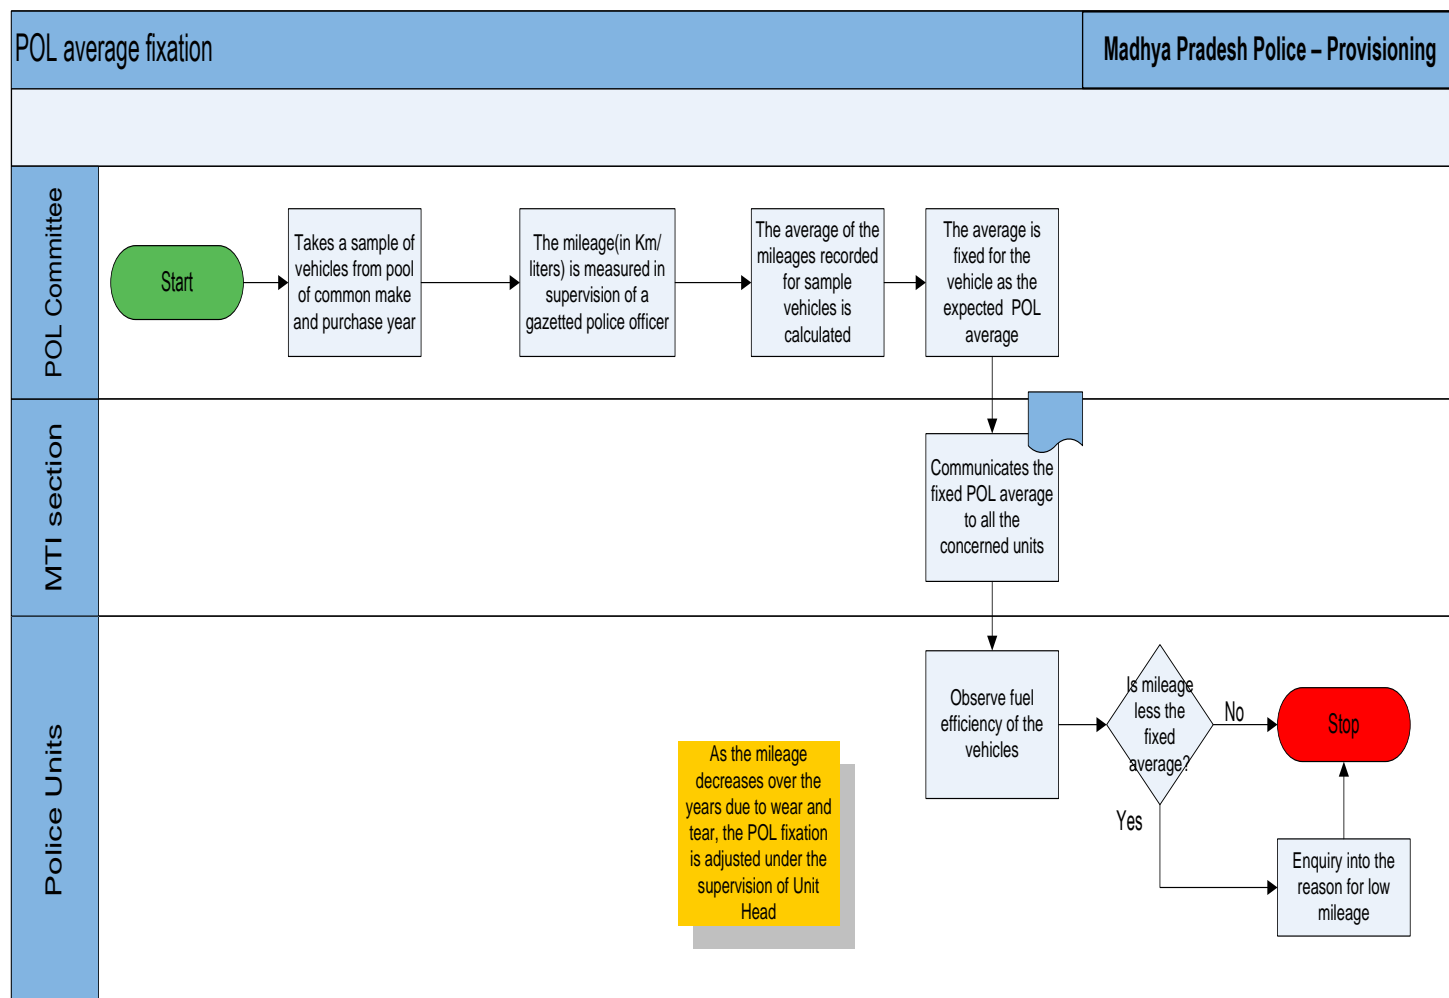 POL average fixation
Madhya Pradesh Police – Provisioning
POL Committee
Start
Takes a sample of
vehicles from pool
of common make
and purchase year
The mileage(in Km/
liters) is measured in
supervision of a
gazetted police officer
The average of the
mileages recorded
for sample
vehicles is
calculated
The average is
fixed for the
vehicle as the
expected POL
average
MTI section
Communicates the
fixed POL average
to all the
concerned units
Police Units
Observe fuel
efficiency of the
vehicles
Is mileage
less the
fixed
average?
No
Stop
Yes
Enquiry into the
reason for low
mileage
As the mileage
decreases over the
years due to wear and
tear, the POL fixation
is adjusted under the
supervision of Unit
Head